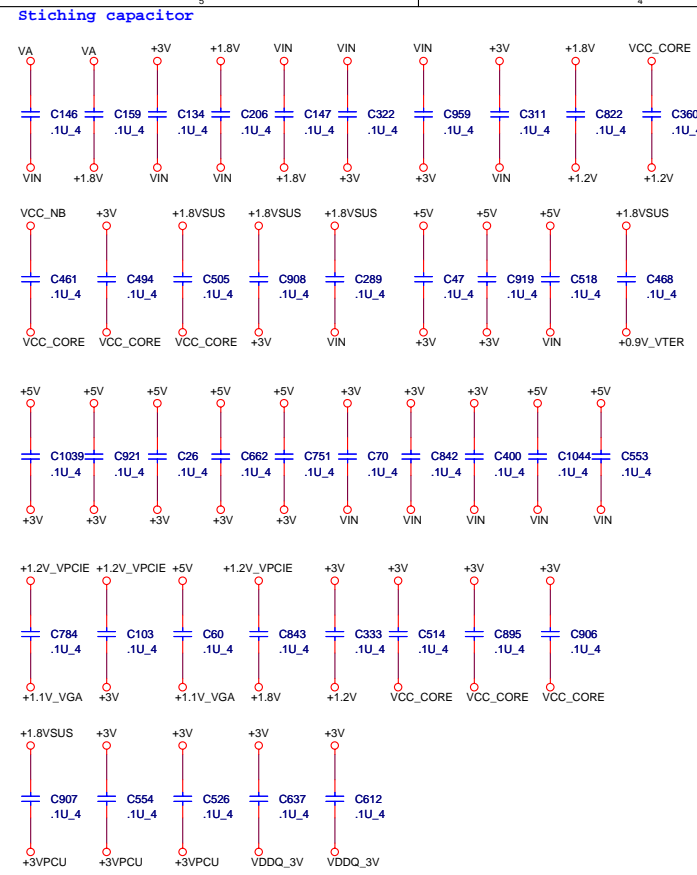 5 4
Stiching capacitor
VA VA +3V +1.8V VIN VIN VIN +3V +1.8V VCC_CORE
C146 C159 C134 C206 C147 C322 C959 C311 C822 C360
.1U_4 .1U_4 .1U_4 .1U_4 .1U_4 .1U_4 .1U_4 .1U_4 .1U_4 .1U_4
VIN +1.8V VIN VIN +1.8V +3V +3V VIN +1.2V +1.2V
VCC_NB +3V +1.8VSUS +1.8VSUS +1.8VSUS +5V +5V +5V +1.8VSUS
C461 C494 C505 C908 C289 C47 C919 C518 C468
.1U_4 .1U_4 .1U_4 .1U_4 .1U_4 .1U_4 .1U_4 .1U_4 .1U_4
VCC_CORE VCC_CORE VCC_CORE +3V VIN +3V +3V VIN +0.9V_VTER
+5V +5V +5V +5V +5V +3V +3V +3V +5V +5V
C1039 C921 C26 C662 C751 C70 C842 C400 C1044 C553
.1U_4 .1U_4 .1U_4 .1U_4 .1U_4 .1U_4 .1U_4 .1U_4 .1U_4 .1U_4
+3V +3V +3V +3V +3V VIN VIN VIN VIN VIN
+1.2V_VPCIE +1.2V_VPCIE +5V +1.2V_VPCIE +3V +3V +3V +3V
C784 C103 C60 C843 C333 C514 C895 C906
.1U_4 .1U_4 .1U_4 .1U_4 .1U_4 .1U_4 .1U_4 .1U_4
+1.1V_VGA +3V +1.1V_VGA +1.8V +1.2V VCC_CORE VCC_CORE VCC_CORE
+1.8VSUS +3V +3V +3V +3V
C907 C554 C526 C637 C612
.1U_4 .1U_4 .1U_4 .1U_4 .1U_4
+3VPCU +3VPCU +3VPCU VDDQ_3V VDDQ_3V